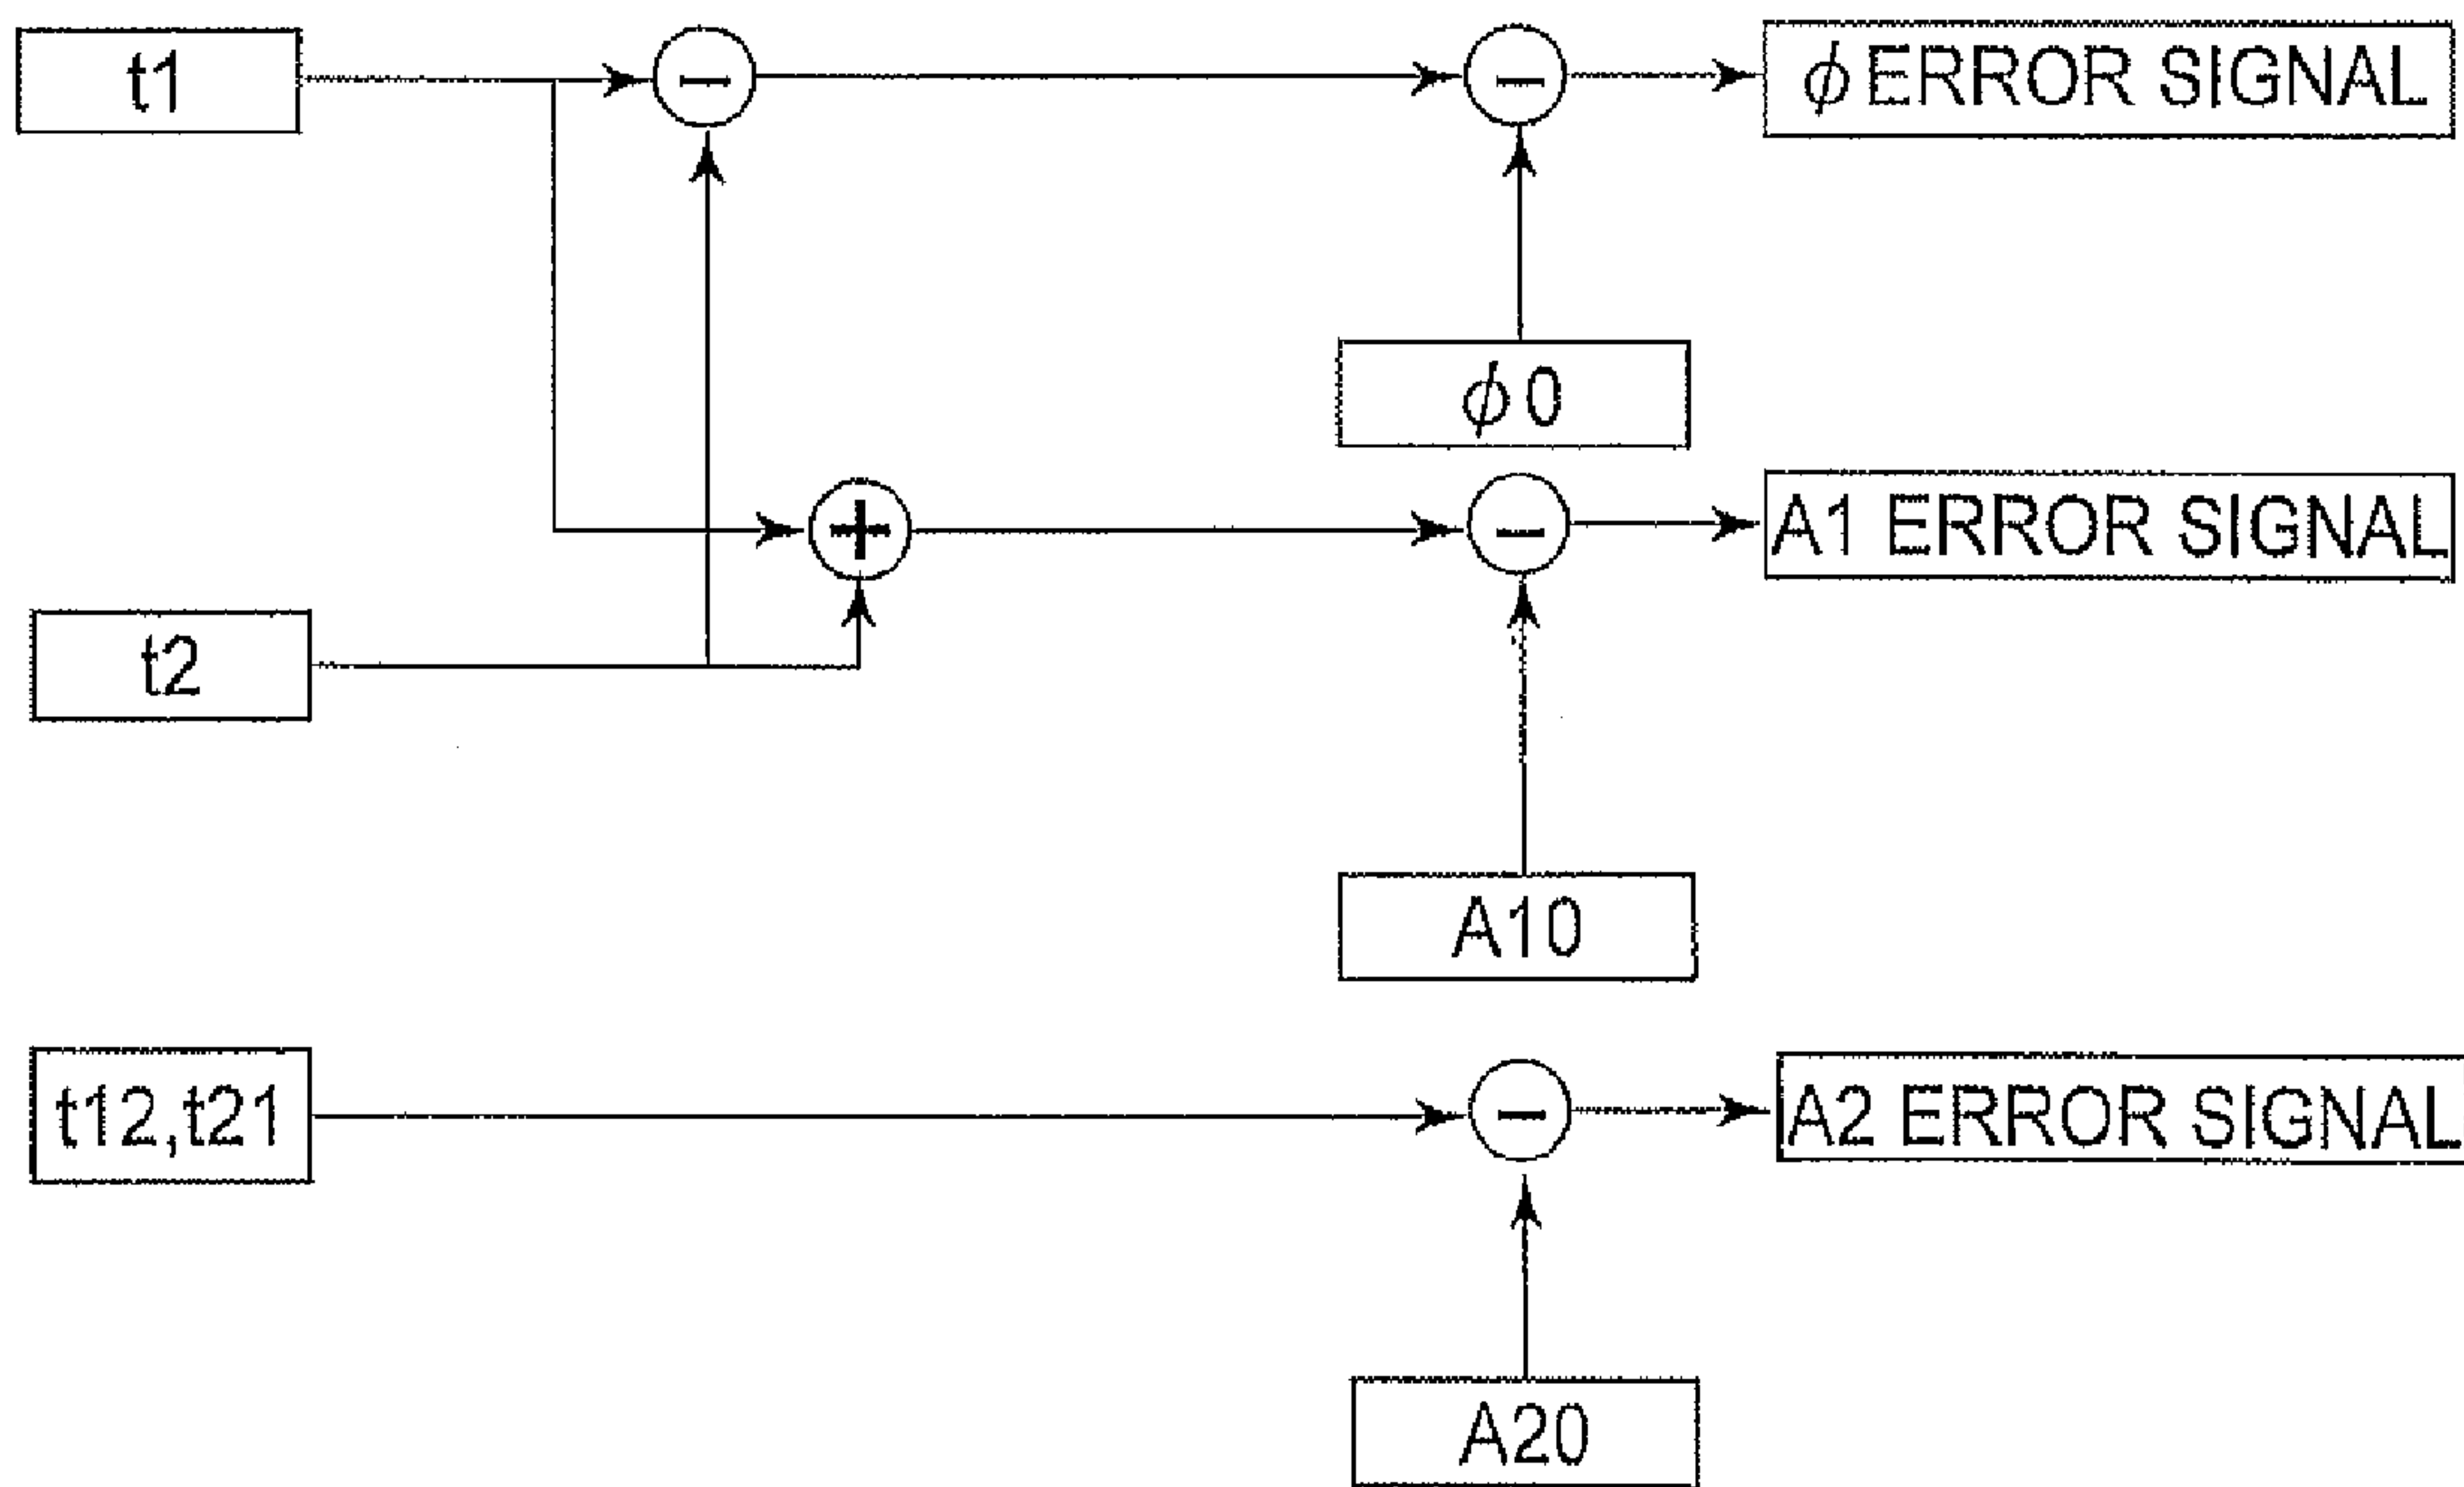 t1
−
−
ϕ ERROR SIGNAL
ϕ0
+
−
A1 ERROR SIGNAL
t2
A10
t12,t21
−
A2 ERROR SIGNAL
A20